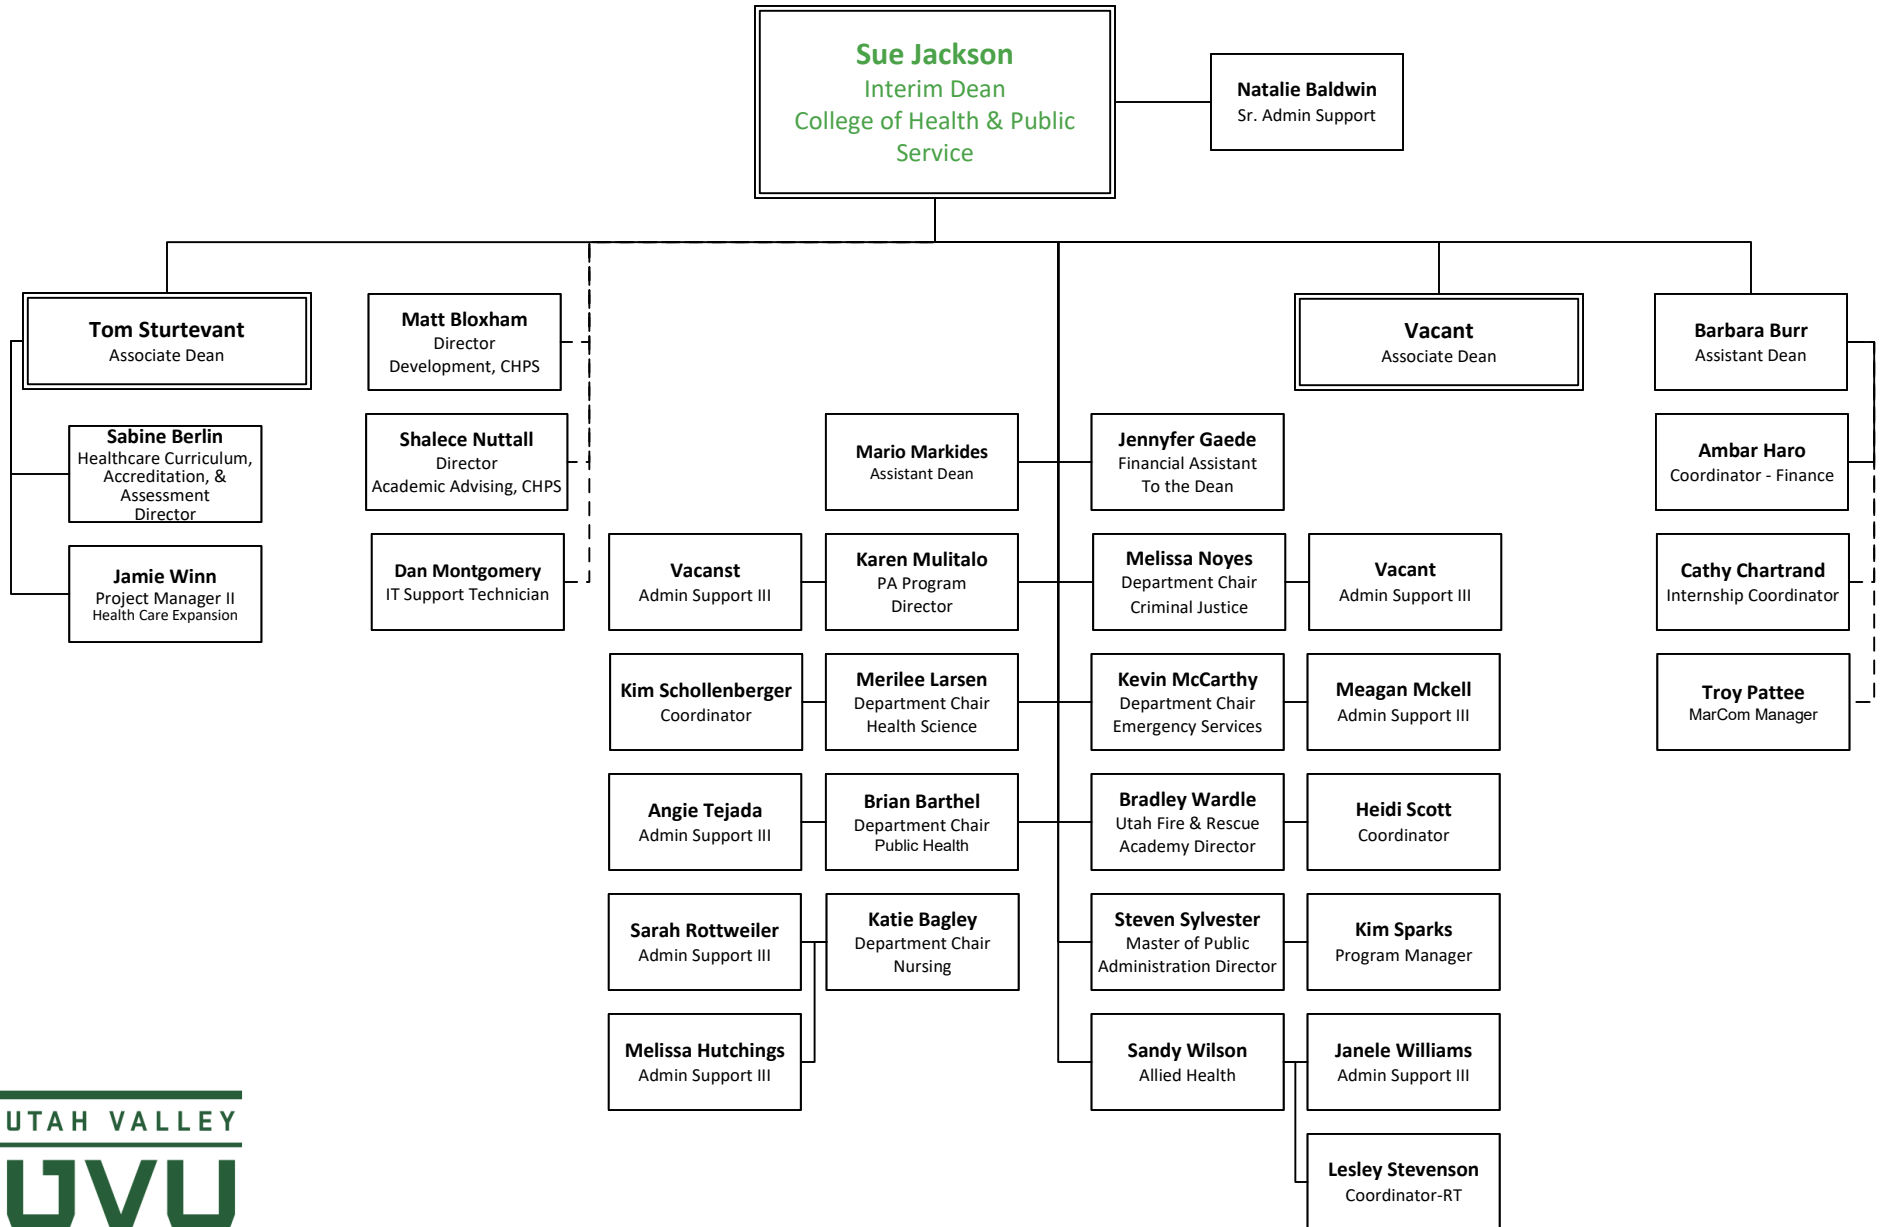 Sue Jackson
Interim Dean
College of Health & Public
Service
Natalie Baldwin
Sr. Admin Support
Tom Sturtevant
Associate Dean
Sabine Berlin
Healthcare Curriculum,
Accreditation, &
Assessment
Director
Jamie Winn
Project Manager II
Health Care Expansion
Matt Bloxham
Director
Development, CHPS
Shalece Nuttall
Director
Academic Advising, CHPS
Dan Montgomery
IT Support Technician
Mario Markides
Assistant Dean
Jennyfer Gaede
Financial Assistant
To the Dean
Vacanst
Admin Support III
Karen Mulitalo
PA Program
Director
Melissa Noyes
Department Chair
Criminal Justice
Vacant
Admin Support III
Kim Schollenberger
Coordinator
Merilee Larsen
Department Chair
Health Science
Kevin McCarthy
Department Chair
Emergency Services
Meagan Mckell
Admin Support III
Angie Tejada
Admin Support III
Brian Barthel
Department Chair
Public Health
Bradley Wardle
Utah Fire & Rescue
Academy Director
Heidi Scott
Coordinator
Sarah Rottweiler
Admin Support III
Katie Bagley
Department Chair
Nursing
Steven Sylvester
Master of Public
Administration Director
Kim Sparks
Program Manager
Melissa Hutchings
Admin Support III
Sandy Wilson
Allied Health
Janele Williams
Admin Support III
Lesley Stevenson
Coordinator-RT
Vacant
Associate Dean
Barbara Burr
Assistant Dean
Ambar Haro
Coordinator - Finance
Cathy Chartrand
Internship Coordinator
Troy Pattee
MarCom Manager
UTAH VALLEY
UVU